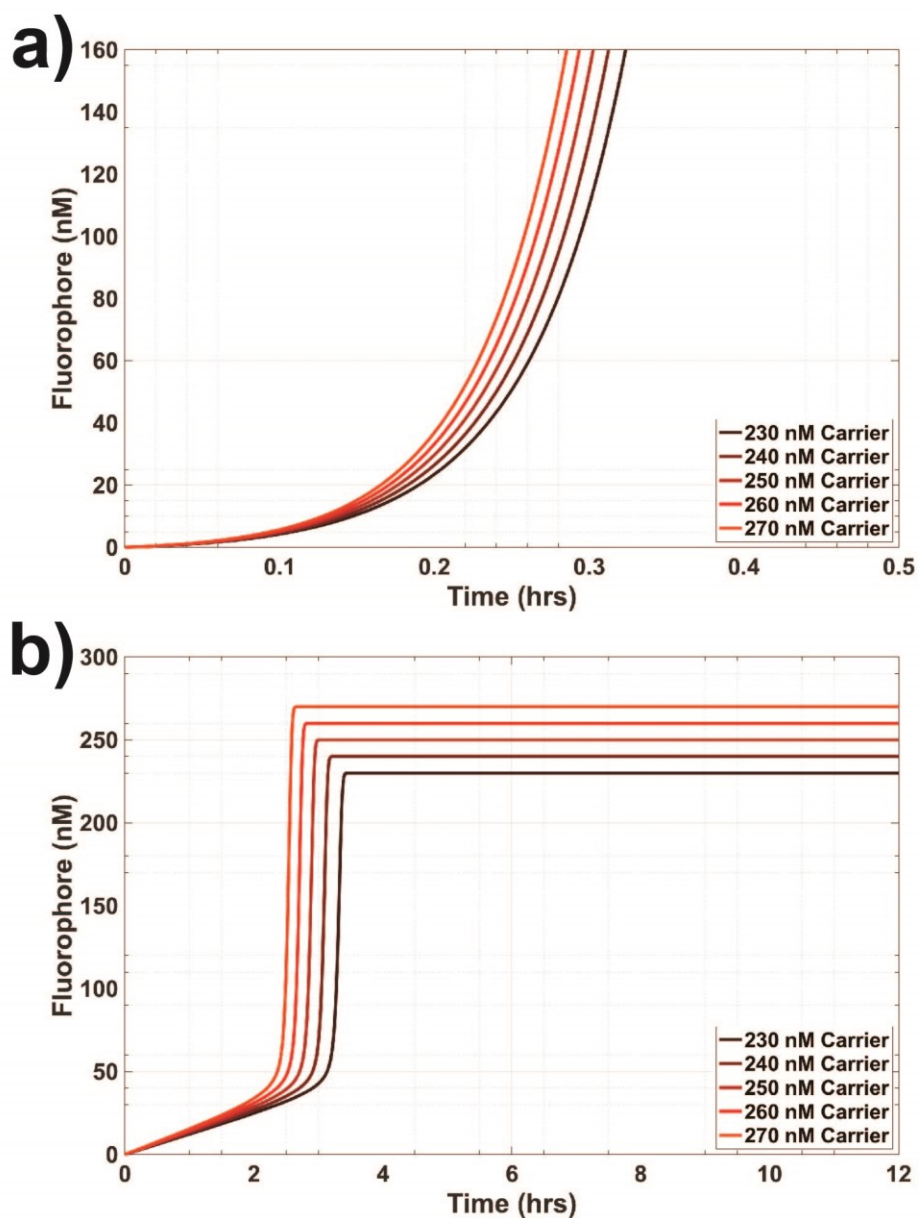 a)
160
140
120
100
80
60
40
20
0
Fluorophore (nM)
0 0.1 0.2 0.3 0.4 0.5
Time (hrs)
230 nM Carrier
240 nM Carrier
250 nM Carrier
260 nM Carrier
270 nM Carrier
b)
300
250
200
150
100
50
0
Fluorophore (nM)
0 2 4 6 8 10 12
Time (hrs)
230 nM Carrier
240 nM Carrier
250 nM Carrier
260 nM Carrier
270 nM Carrier